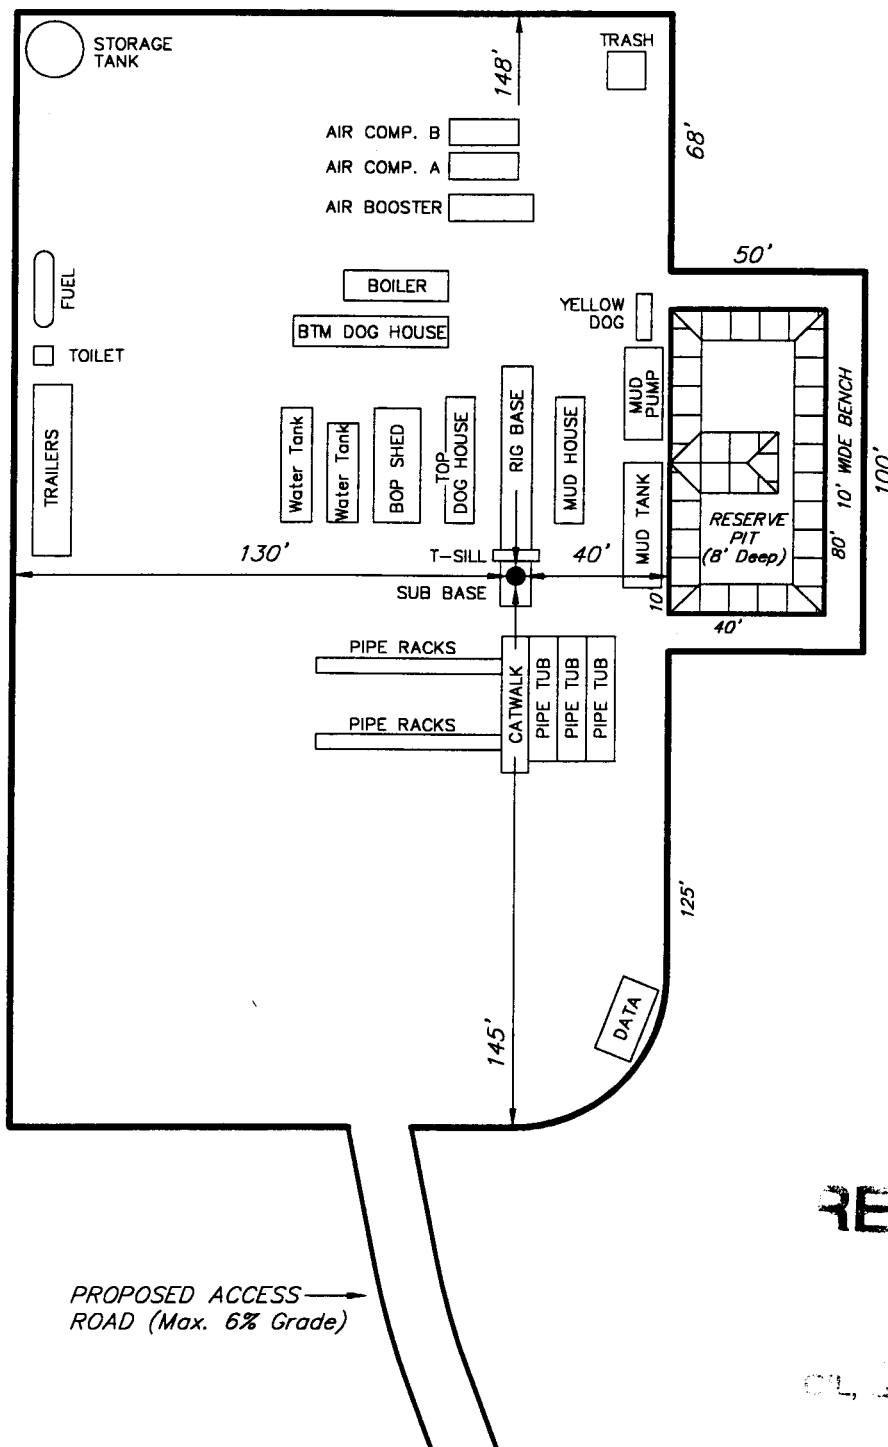 STORAGE
TANK
148'
TRASH
AIR COMP. B
AIR COMP. A
AIR BOOSTER
68'
50'
FUEL
BOILER
YELLOW
DOG
BTM DOG HOUSE
TOILET
TRAILERS
Water Tank
Water Tank
BOP SHED
TOP
DOG HOUSE
RIG BASE
MUD HOUSE
MUD
PUMP
MUD TANK
RESERVE
PIT
(8' Deep)
80'
10' WIDE BENCH
100'
130'
T-SILL
40'
SUB BASE
10'
40'
PIPE RACKS
PIPE RACKS
CATWALK
PIPE TUB
PIPE TUB
PIPE TUB
125'
DATA
145'
PROPOSED ACCESS
ROAD (Max. 6% Grade)
RE